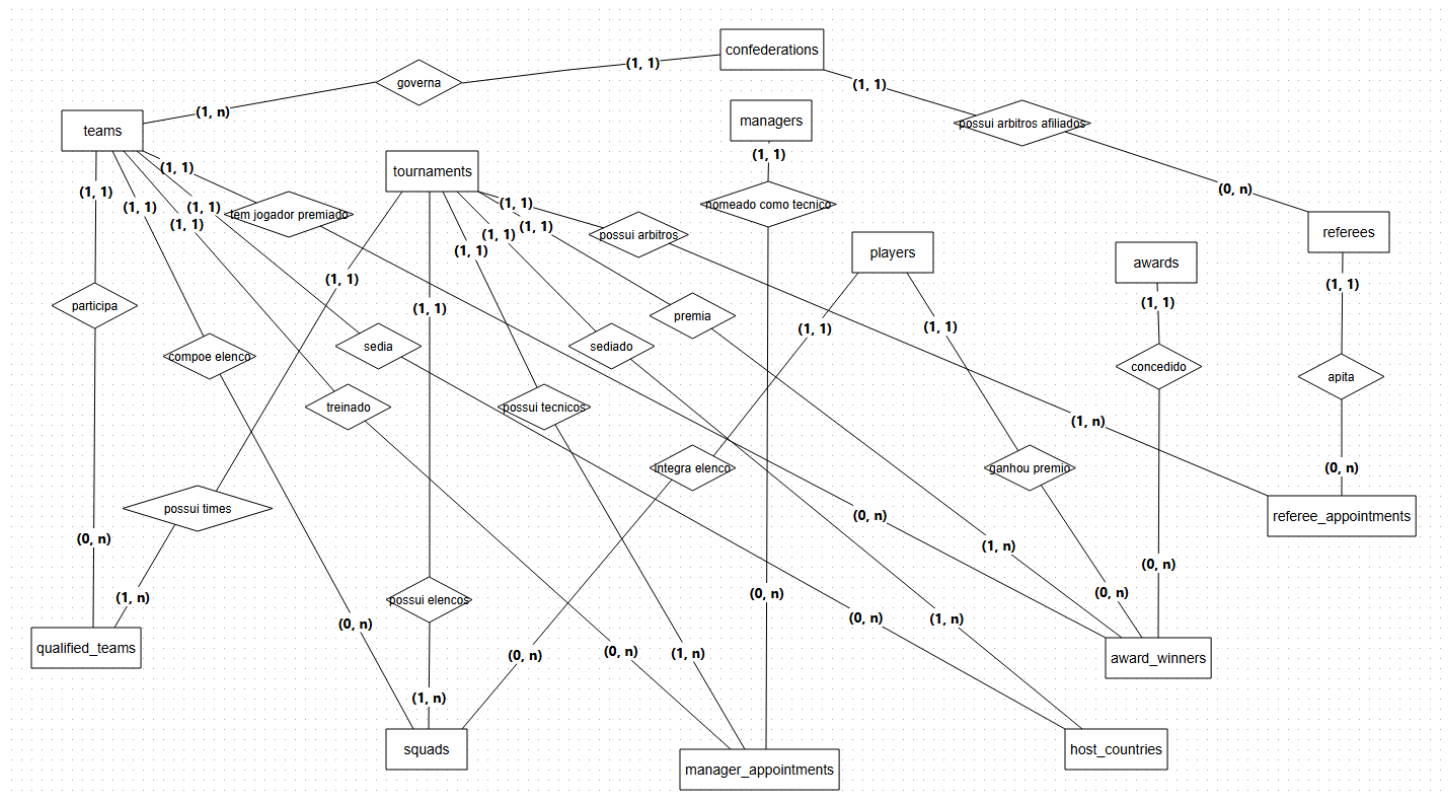 confederations
(1, 1)
governa
(1, 1)
(1, n)
managers
teams
possui arbitros afiliados
(1, 1)
tournaments
(1, 1)
(1, 1)
(0, n)
(1, 1)
(1, 1)
(1, 1)
nomeado como tecnico
tem jogador premiado
(1, 1)
(1, 1)
(1, 1)
possui arbitros
referees
(1, 1)
players
awards
(1, 1)
(1, 1)
(1, 1)
participa
(1, 1)
premia
(1, 1)
(1, 1)
(1, 1)
compoe elenco
sedia
sediado
concedido
apita
treinado
possui tecnicos
(1, n)
integra elenco
ganhou premio
(0, n)
possui times
(0, n)
referee_appointments
(0, n)
(1, n)
(0, n)
(0, n)
(0, n)
(1, n)
possui elencos
(0, n)
(0, n)
(1, n)
qualified_teams
(0, n)
(0, n)
(1, n)
award_winners
(1, n)
squads
host_countries
manager_appointments